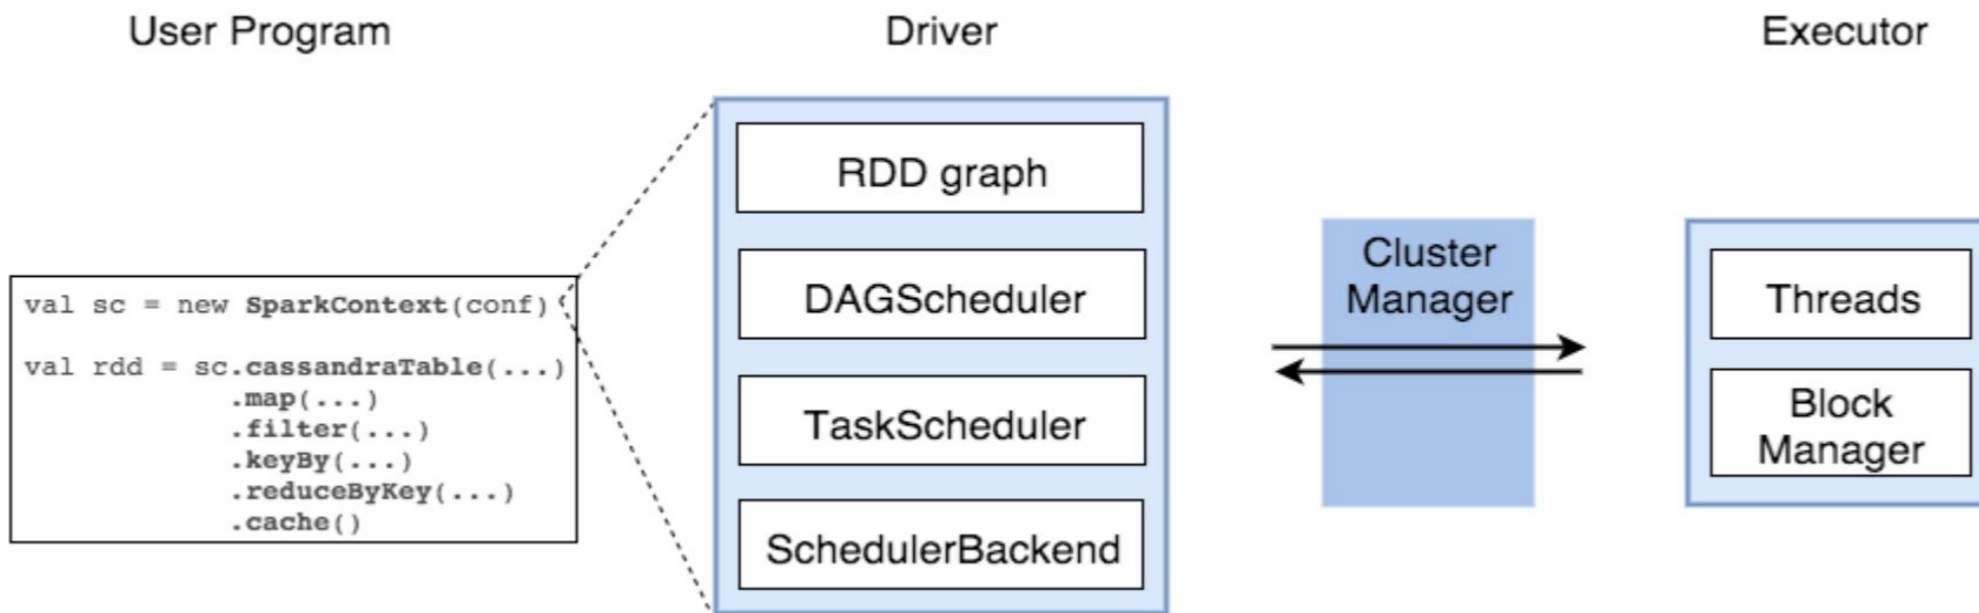 User Program
Driver
Executor
val sc = new SparkContext(conf)
val rdd = sc.cassandraTable(...)
.map(...)
.filter(...)
.keyBy(...)
.reduceByKey(...)
.cache()
RDD graph
DAGScheduler
TaskScheduler
SchedulerBackend
Cluster
Manager
Threads
Block
Manager